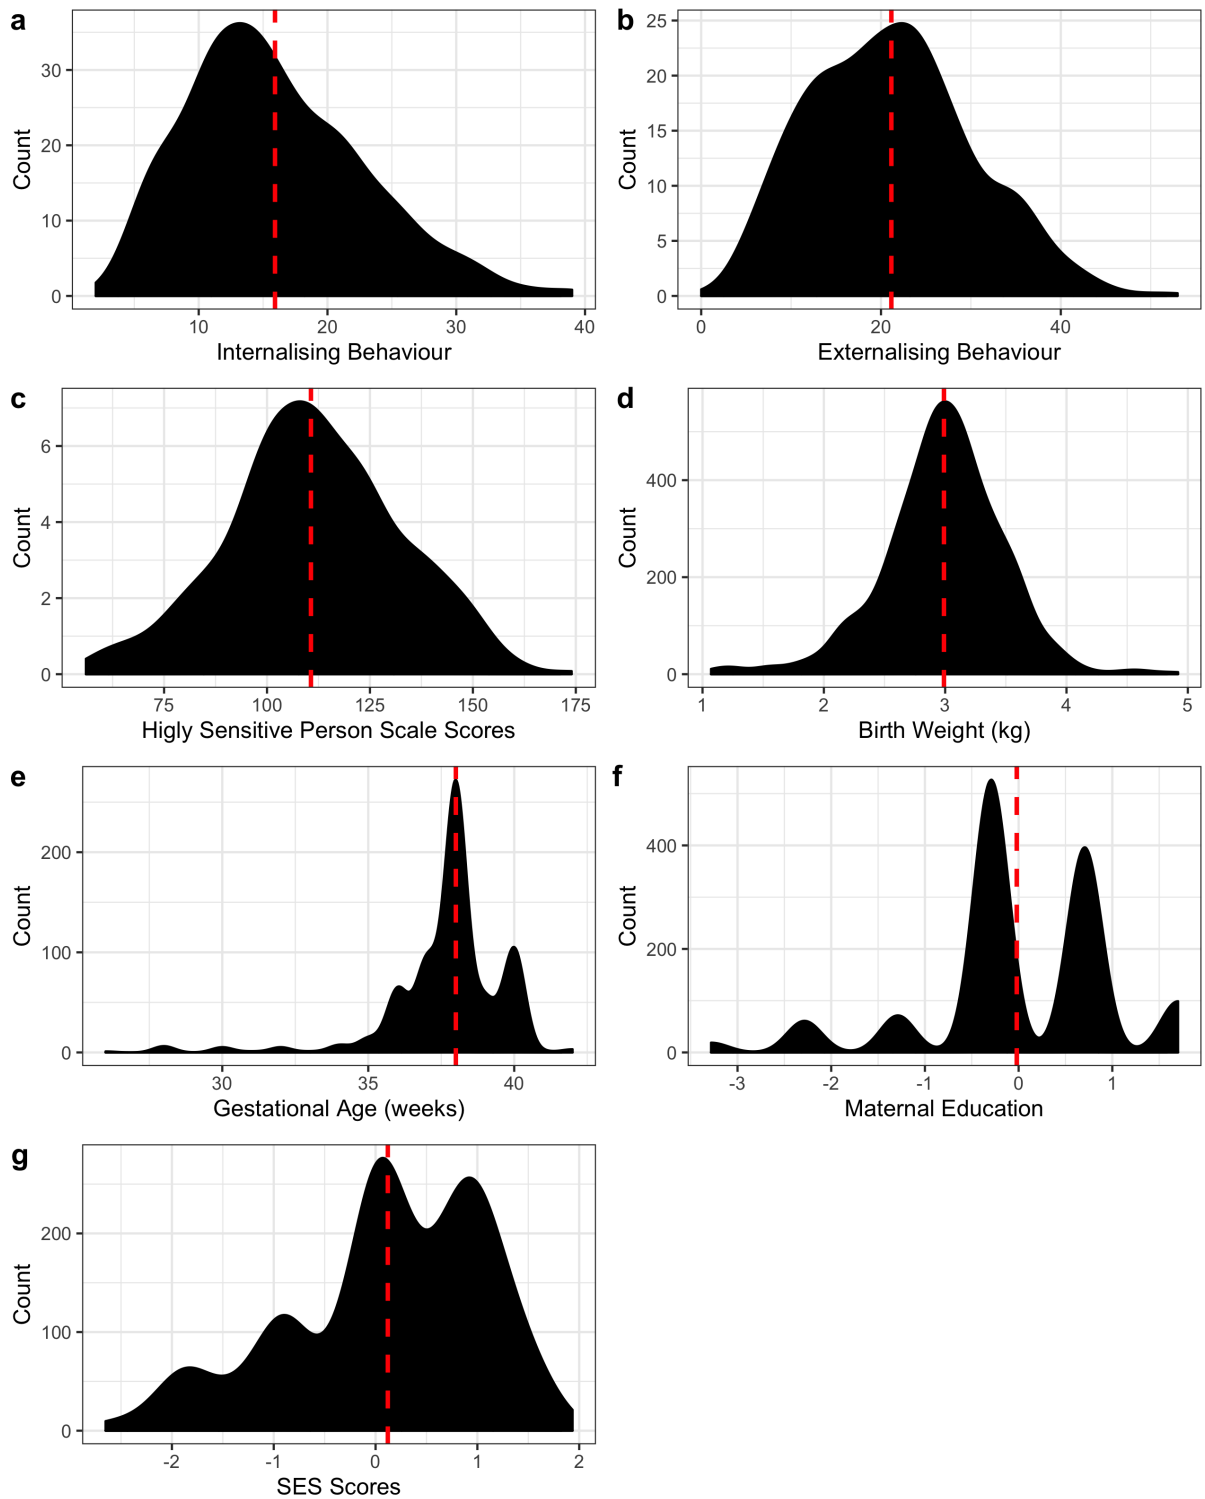 a
30
20
10
0
Count
10 20 30 40
Internalising Behaviour
b
25
20
15
10
5
0
Count
0 20 40
Externalising Behaviour
c
6
4
2
0
Count
75 100 125 150 175
Higly Sensitive Person Scale Scores
d
400
200
0
Count
1 2 3 4 5
Birth Weight (kg)
e
200
100
0
Count
30 35 40
Gestational Age (weeks)
f
400
200
0
Count
-3 -2 -1 0 1
Maternal Education
g
200
100
0
Count
-2 -1 0 1 2
SES Scores